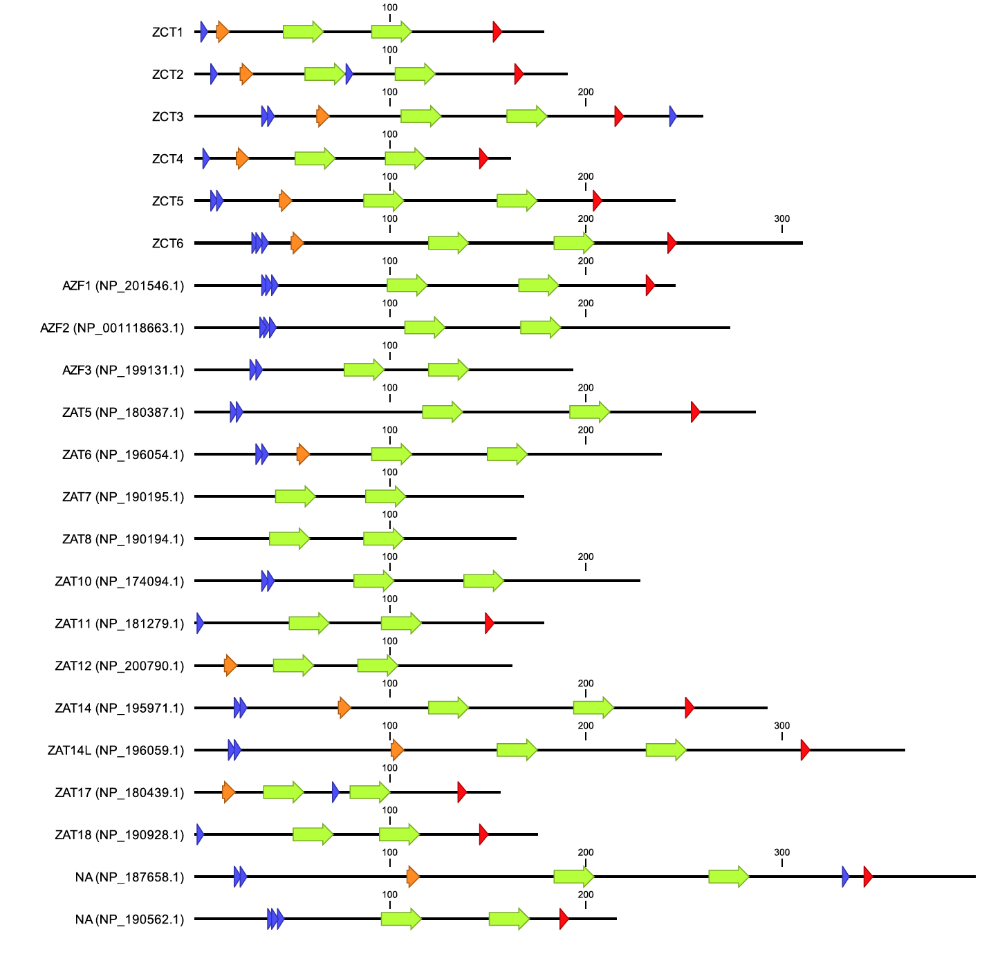 100
ZCT1
100
ZCT2
100 200
ZCT3
100
ZCT4
100 200
ZCT5
100 200 300
ZCT6
100 200
AZF1 (NP_201546.1)
100 200
AZF2 (NP_001118663.1)
100
AZF3 (NP_199131.1)
100 200
ZAT5 (NP_180387.1)
100 200
ZAT6 (NP_196054.1)
100
ZAT7 (NP_190195.1)
100
ZAT8 (NP_190194.1)
100 200
ZAT10 (NP_174094.1)
100
ZAT11 (NP_181279.1)
100
ZAT12 (NP_200790.1)
100 200
ZAT14 (NP_195971.1)
100 200 300
ZAT14L (NP_196059.1)
100
ZAT17 (NP_180439.1)
100
ZAT18 (NP_190928.1)
100 200 300
NA (NP_187658.1)
100 200
NA (NP_190562.1)